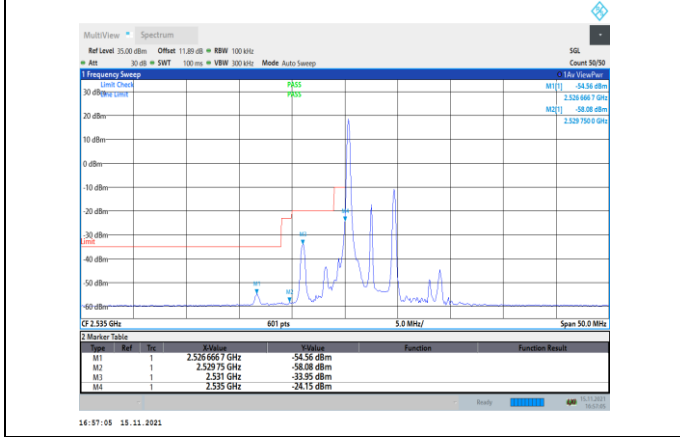 MultiView Spectrum
Ref Level 35.00 dBm Offset 11.89 dB RBW 100 kHz SGL
Att 30 dB SWT 100 ms VBW 300 kHz Mode Auto Sweep Count 50/50
1 Frequency Sweep 1Av ViewPwr
Limit Check PASS M1[1] -54.56 dBm
30 dBm Line Limit PASS 2.526 666 7 GHz
M2[1] -58.08 dBm
20 dBm 2.529 750 0 GHz
10 dBm
0 dBm
-10 dBm
-20 dBm
M4
-30 dBm M3
Limit
-40 dBm
-50 dBm
M1 M2
-60 dBm
CF 2.535 GHz 601 pts 5.0 MHz/ Span 50.0 MHz
2 Marker Table
Type Ref Trc X-Value Y-Value Function Function Result
M1 1 2.526 666 7 GHz -54.56 dBm
M2 1 2.529 75 GHz -58.08 dBm
M3 1 2.531 GHz -33.95 dBm
M4 1 2.535 GHz -24.15 dBm
Ready 15.11.2021
16:57:05
16:57:05 15.11.2021